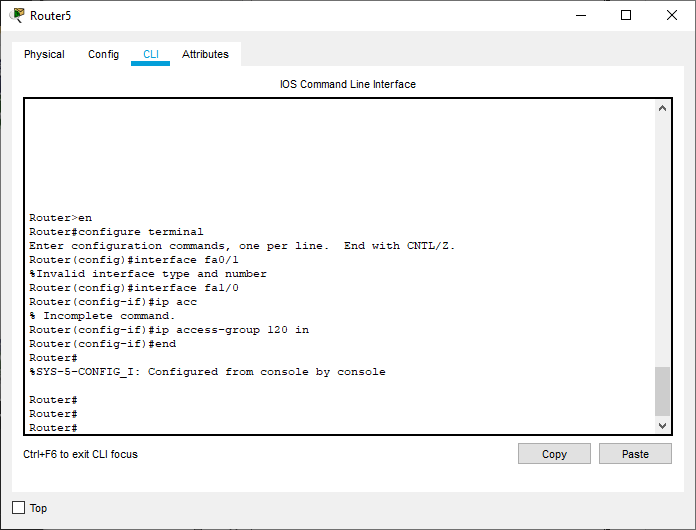 Router5
Physical Config CLI Attributes
IOS Command Line Interface
Router>en
Router#configure terminal
Enter configuration commands, one per line.  End with CNTL/Z.
Router(config)#interface fa0/1
%Invalid interface type and number
Router(config)#interface fa1/0
Router(config-if)#ip acc
% Incomplete command.
Router(config-if)#ip access-group 120 in
Router(config-if)#end
Router#
%SYS-5-CONFIG_I: Configured from console by console
Router#
Router#
Router#
Ctrl+F6 to exit CLI focus
Copy Paste
Top